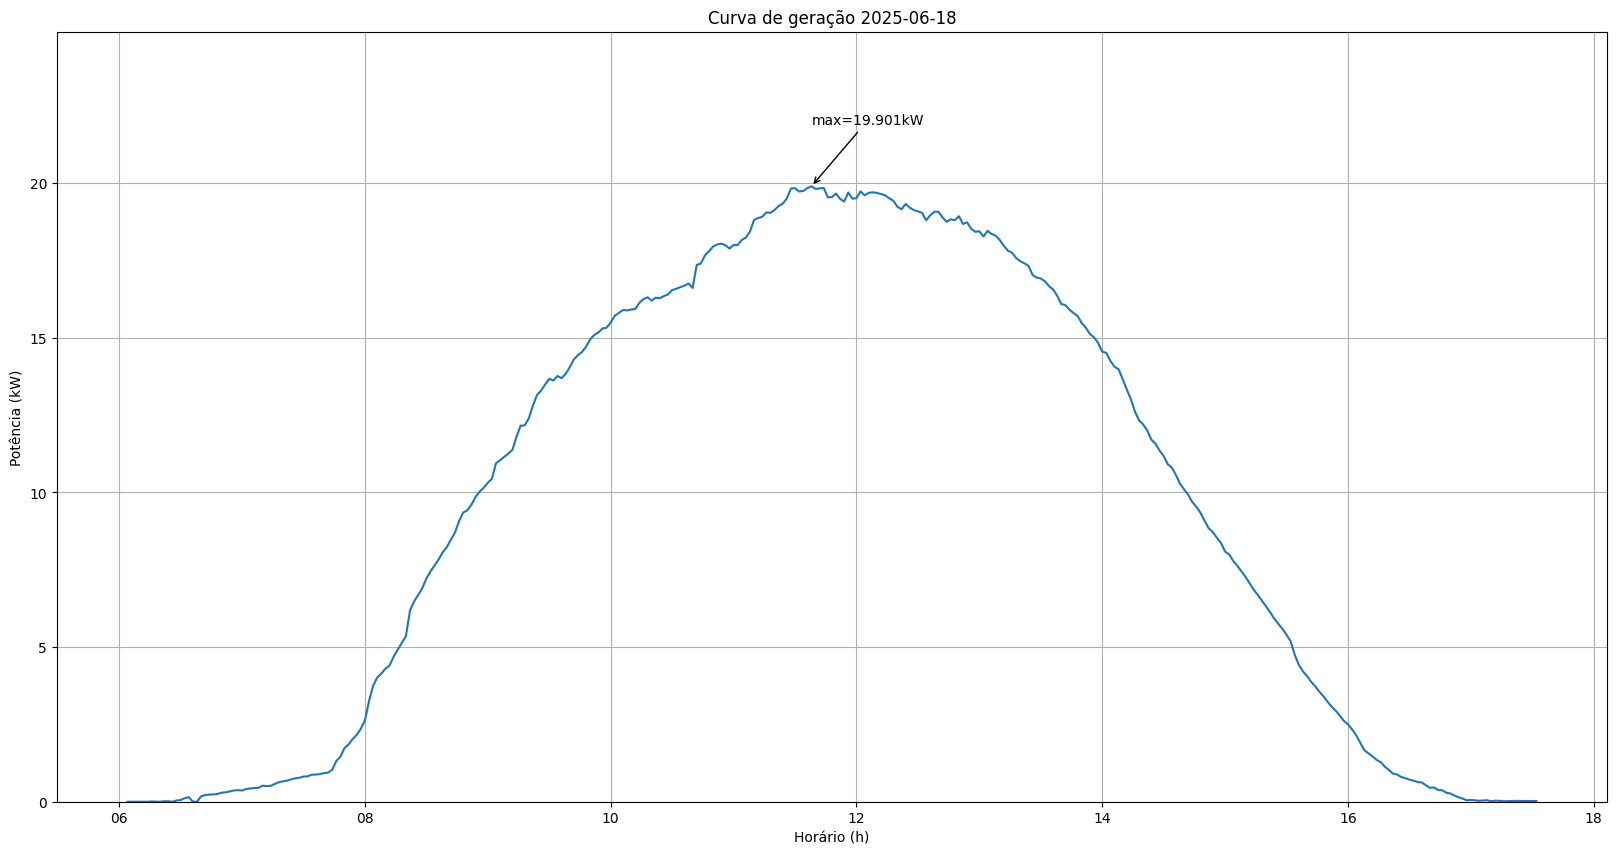 Curva de geração 2025-06-18
max=19.901kW
20
15
10
5
0
Potência (kW)
06 08 10 12 14 16 18
Horário (h)